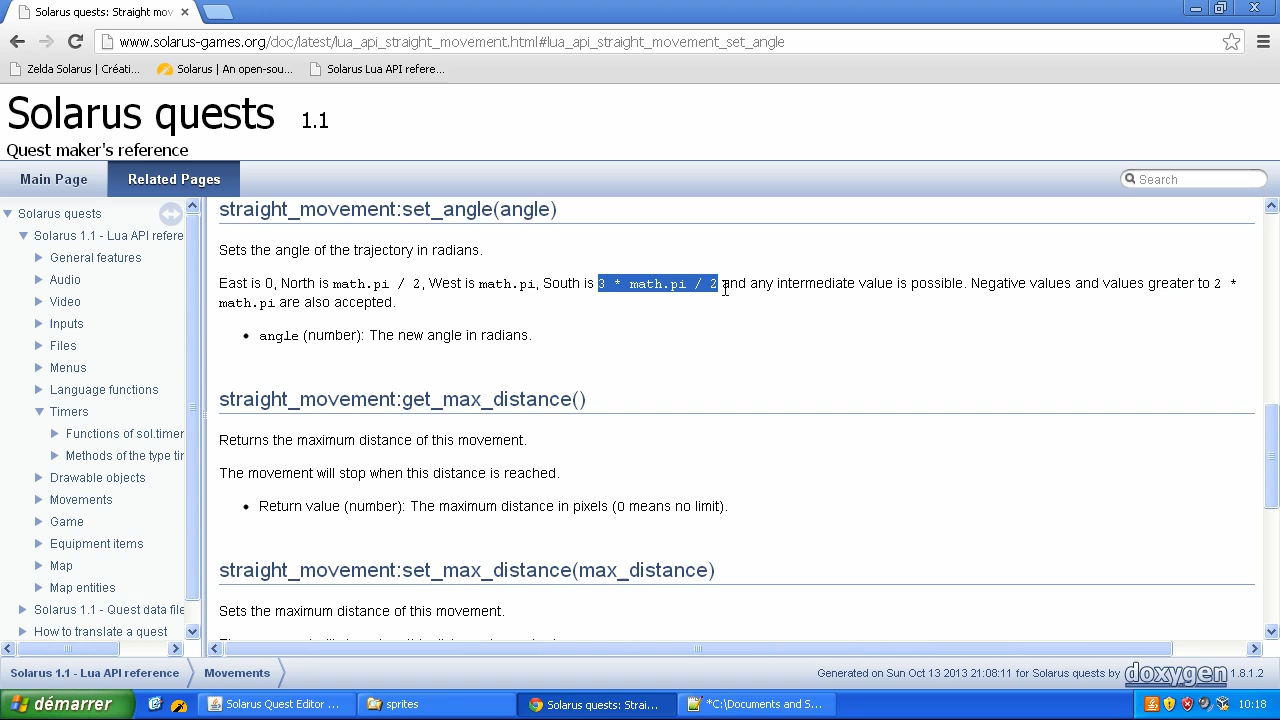 Solarus quests: Straight mov
www.solarus-games.org/doc/latest/lua_api_straight_movement.html#lua_api_straight_movement_set_angle
Zelda Solarus | Créati... Solarus | An open-sou... Solarus Lua API refere...
Solarus quests 1.1
Quest maker's reference
Main Page Related Pages Search
Solarus quests
Solarus 1.1 - Lua API refere
General features
Audio
Video
Inputs
Files
Menus
Language functions
Timers
Functions of sol.timer
Methods of the type tir
Drawable objects
Movements
Game
Equipment items
Map
Map entities
Solarus 1.1 - Quest data file
How to translate a quest
straight_movement:set_angle(angle)
Sets the angle of the trajectory in radians.
East is 0, North is math.pi / 2, West is math.pi, South is 3 * math.pi / 2 and any intermediate value is possible. Negative values and values greater to 2 *
math.pi are also accepted.
• angle (number): The new angle in radians.
straight_movement:get_max_distance()
Returns the maximum distance of this movement.
The movement will stop when this distance is reached.
• Return value (number): The maximum distance in pixels (0 means no limit).
straight_movement:set_max_distance(max_distance)
Sets the maximum distance of this movement.
Solarus 1.1 - Lua API reference Movements Generated on Sun Oct 13 2013 21:08:11 for Solarus quests by doxygen 1.8.1.2
démarrer Solarus Quest Editor ... sprites Solarus quests: Strai... *C:\Documents and S... 10:18